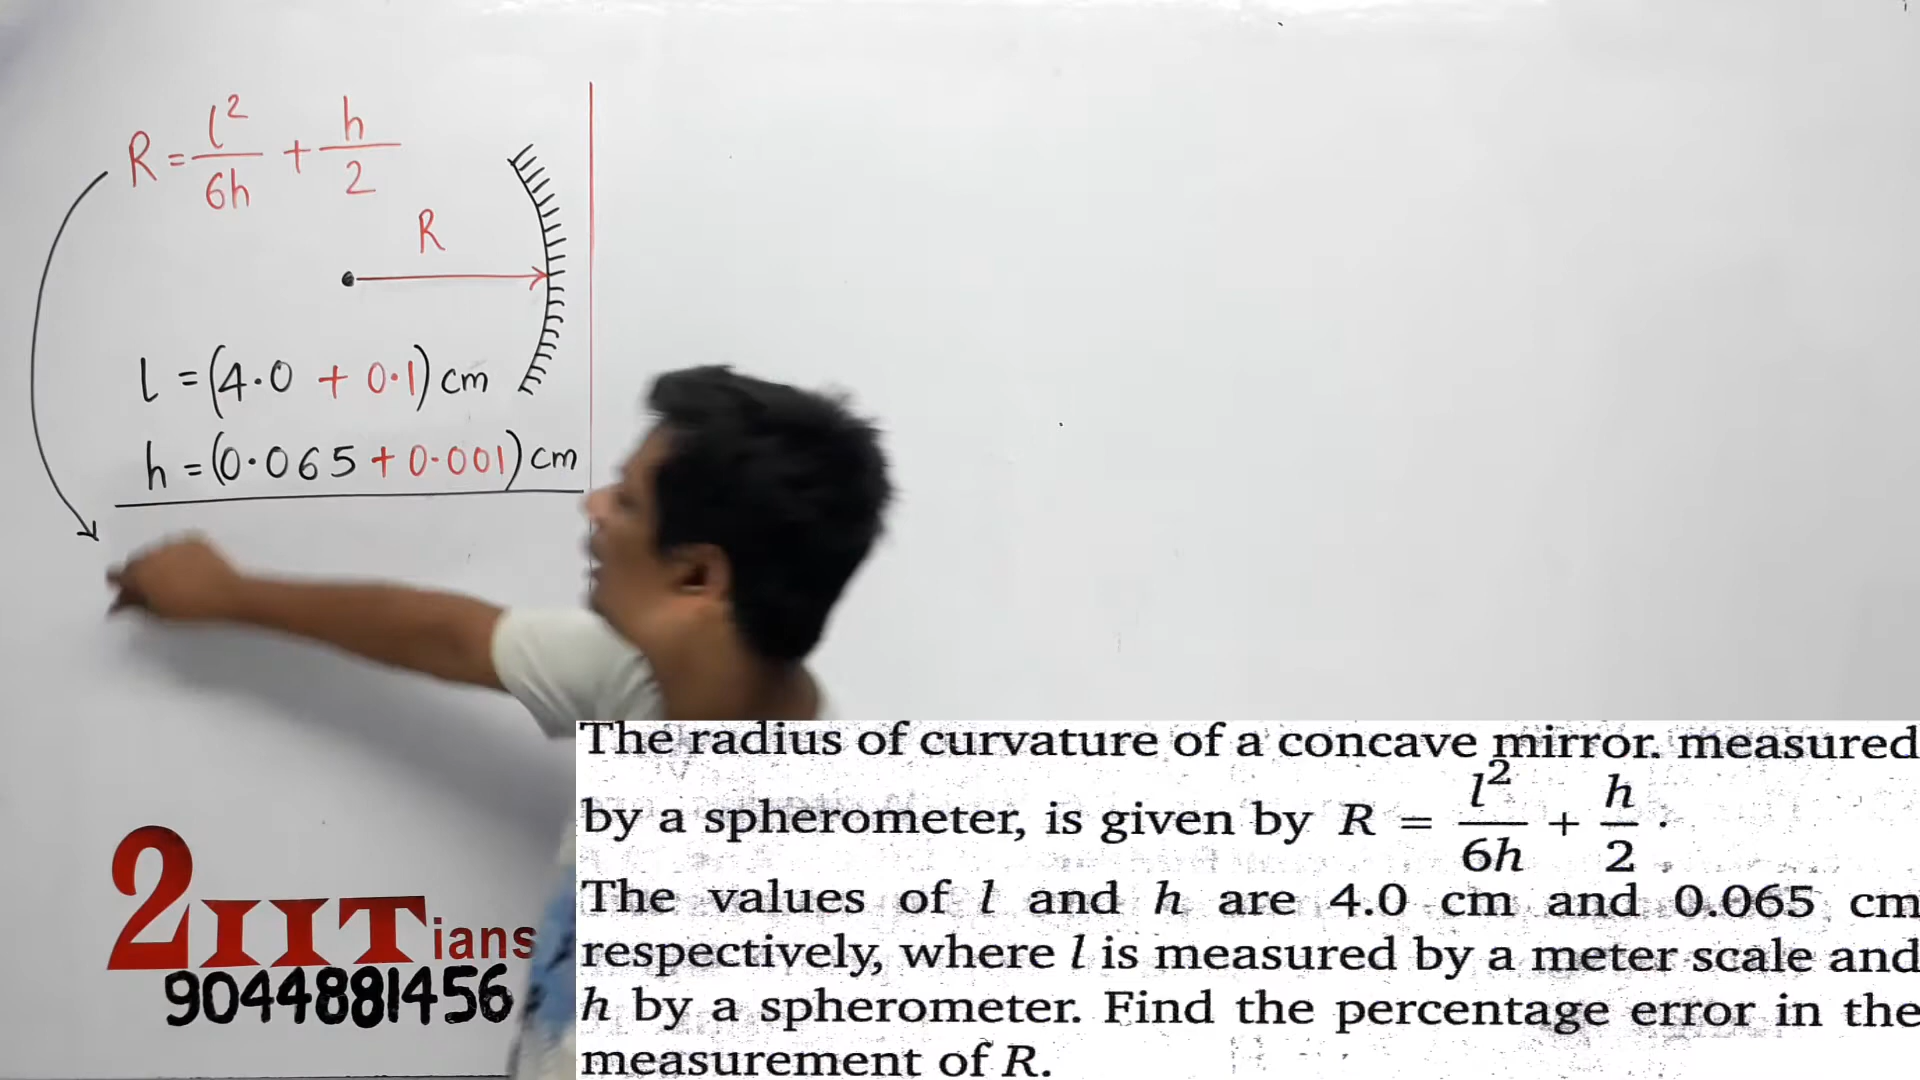 R = l²/6h + h/2
R
l = (4.0 + 0.1) cm
h = (0.065 + 0.001) cm
2IITians
9044881456
The radius of curvature of a concave mirror. measured
by a spherometer, is given by R = l²/6h + h/2 .
The values of l and h are 4.0 cm and 0.065 cm
respectively, where l is measured by a meter scale and
h by a spherometer. Find the percentage error in the
measurement of R.